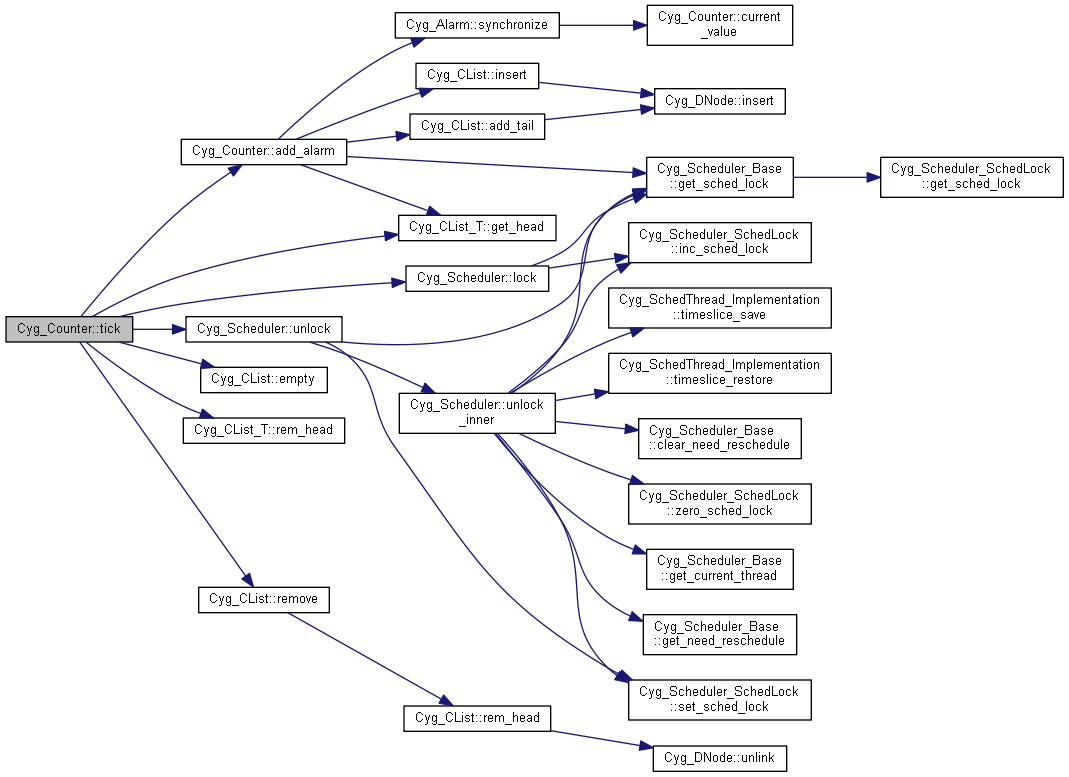 Cyg_Alarm::synchronize
Cyg_Counter::current
_value
Cyg_CList::insert
Cyg_DNode::insert
Cyg_CList::add_tail
Cyg_Counter::add_alarm
Cyg_Scheduler_Base
::get_sched_lock
Cyg_Scheduler_SchedLock
::get_sched_lock
Cyg_CList_T::get_head
Cyg_Scheduler_SchedLock
::inc_sched_lock
Cyg_Scheduler::lock
Cyg_SchedThread_Implementation
::timeslice_save
Cyg_Counter::tick
Cyg_Scheduler::unlock
Cyg_SchedThread_Implementation
::timeslice_restore
Cyg_CList::empty
Cyg_Scheduler::unlock
_inner
Cyg_CList_T::rem_head
Cyg_Scheduler_Base
::clear_need_reschedule
Cyg_Scheduler_SchedLock
::zero_sched_lock
Cyg_Scheduler_Base
::get_current_thread
Cyg_CList::remove
Cyg_Scheduler_Base
::get_need_reschedule
Cyg_Scheduler_SchedLock
::set_sched_lock
Cyg_CList::rem_head
Cyg_DNode::unlink